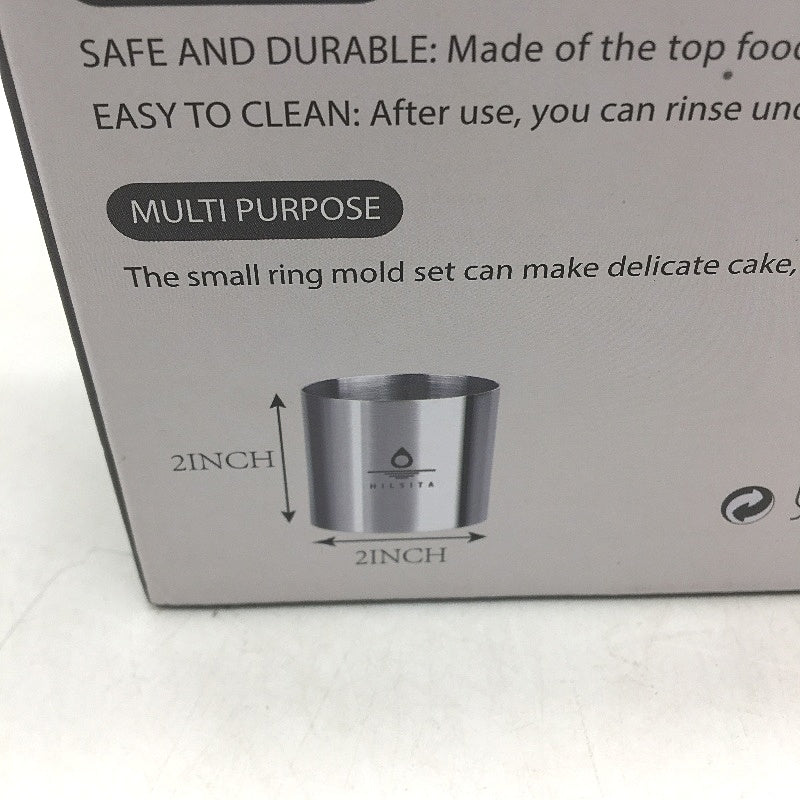 SAFE AND DURABLE: Made of the top food
EASY TO CLEAN: After use, you can rinse
MULTI PURPOSE
The small ring mold set can make delicate cake,
2INCH
HILSITA
2INCH